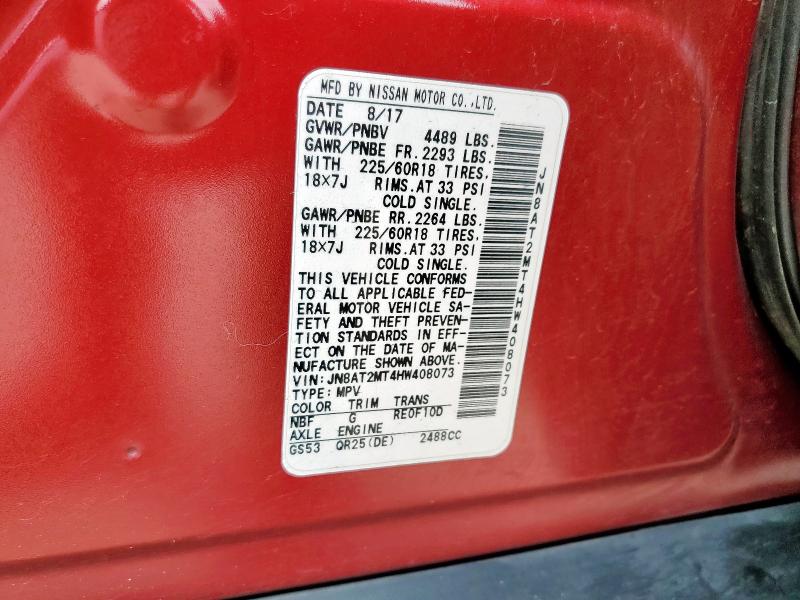 MFD BY NISSAN MOTOR CO.,LTD.
DATE 8/17
GVWR/PNBV 4489 LBS.
GAWR/PNBE FR. 2293 LBS.
WITH 225/60R18 TIRES.
18X7J RIMS. AT 33 PSI
COLD SINGLE.
GAWR/PNBE RR. 2264 LBS.
WITH 225/60R18 TIRES.
18X7J RIMS. AT 33 PSI
COLD SINGLE.
THIS VEHICLE CONFORMS
TO ALL APPLICABLE FED-
ERAL MOTOR VEHICLE SA-
FETY AND THEFT PREVEN-
TION STANDARDS IN EFF-
ECT ON THE DATE OF MA-
NUFACTURE SHOWN ABOVE.
VIN: JN8AT2MT4HW408073
TYPE: MPV
COLOR TRIM TRANS
NBF G RE0F10D
AXLE ENGINE
GS53 QR25(DE) 2488CC
JN8AT2MT4HW408073